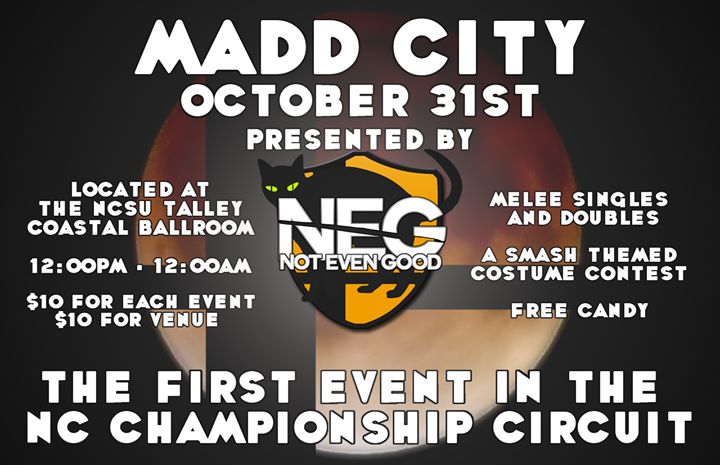 MADD CITY
OCTOBER 31ST
PRESENTED BY
NEG
NOT EVEN GOOD
LOCATED AT
THE NCSU TALLEY
COASTAL BALLROOM
12:00PM - 12:00AM
$10 FOR EACH EVENT
$10 FOR VENUE
MELEE SINGLES
AND DOUBLES
A SMASH THEMED
COSTUME CONTEST
FREE CANDY
THE FIRST EVENT IN THE
NC CHAMPIONSHIP CIRCUIT